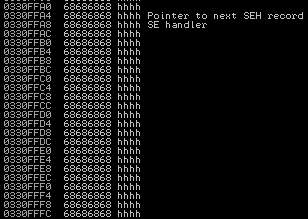 0330FFA0 68686868 hhhh
0330FFA4 68686868 hhhh Pointer to next SEH record
0330FFA8 68686868 hhhh SE handler
0330FFAC 68686868 hhhh
0330FFB0 68686868 hhhh
0330FFB4 68686868 hhhh
0330FFB8 68686868 hhhh
0330FFBC 68686868 hhhh
0330FFC0 68686868 hhhh
0330FFC4 68686868 hhhh
0330FFC8 68686868 hhhh
0330FFCC 68686868 hhhh
0330FFD0 68686868 hhhh
0330FFD4 68686868 hhhh
0330FFD8 68686868 hhhh
0330FFDC 68686868 hhhh
0330FFE0 68686868 hhhh
0330FFE4 68686868 hhhh
0330FFE8 68686868 hhhh
0330FFEC 68686868 hhhh
0330FFF0 68686868 hhhh
0330FFF4 68686868 hhhh
0330FFF8 68686868 hhhh
0330FFFC 68686868 hhhh